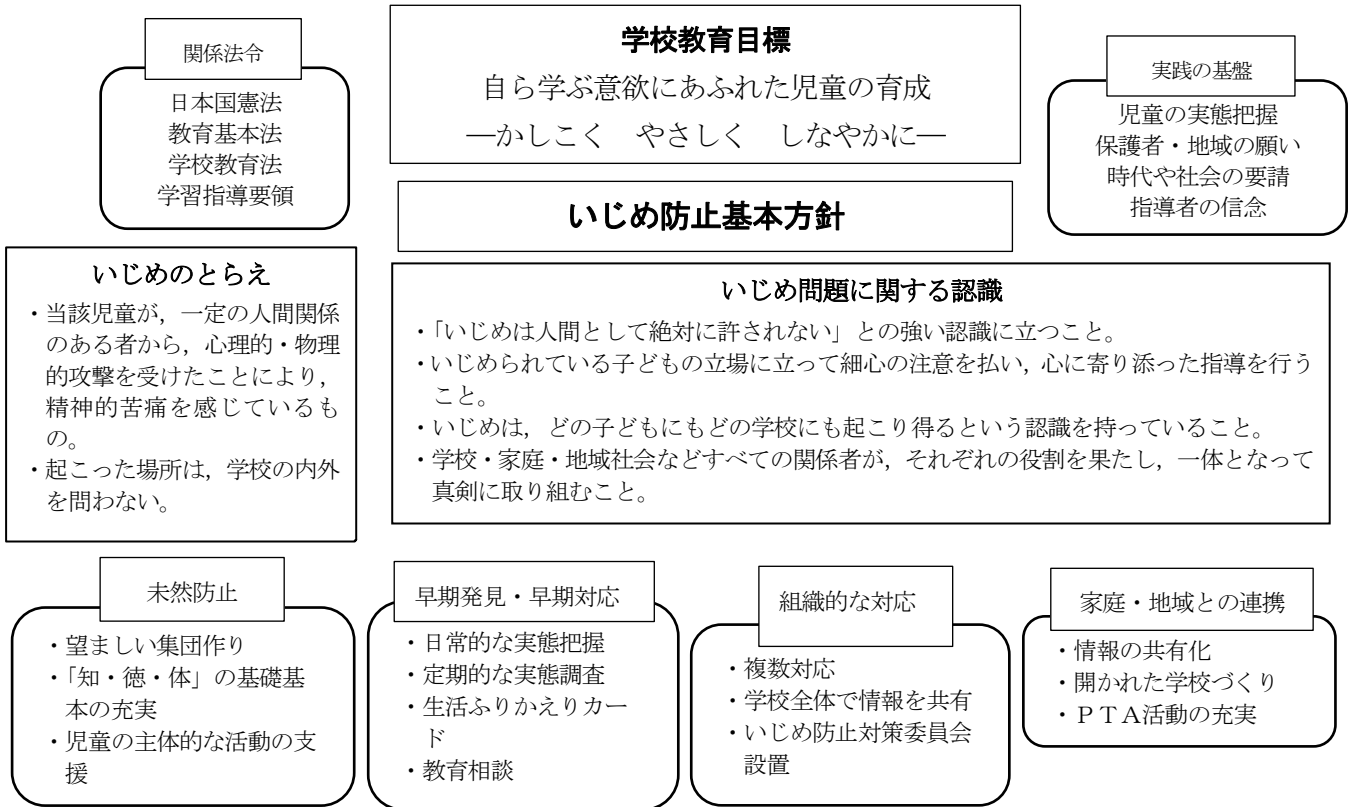 関係法令
日本国憲法
教育基本法
学校教育法
学習指導要領
学校教育目標
自ら学ぶ意欲にあふれた児童の育成
―かしこく　やさしく　しなやかに―
実践の基盤
児童の実態把握
保護者・地域の願い
時代や社会の要請
指導者の信念
いじめ防止基本方針
いじめのとらえ
・当該児童が，一定の人間関係
のある者から，心理的・物理
的攻撃を受けたことにより，
精神的苦痛を感じているも
の。
・起こった場所は，学校の内外
を問わない。
いじめ問題に関する認識
・「いじめは人間として絶対に許されない」との強い認識に立つこと。
・いじめられている子どもの立場に立って細心の注意を払い，心に寄り添った指導を行う
こと。
・いじめは，どの子どもにもどの学校にも起こり得るという認識を持っていること。
・学校・家庭・地域社会などすべての関係者が，それぞれの役割を果たし，一体となって
真剣に取り組むこと。
未然防止
・望ましい集団作り
・「知・徳・体」の基礎基
本の充実
・児童の主体的な活動の支
援
早期発見・早期対応
・日常的な実態把握
・定期的な実態調査
・生活ふりかえりカー
ド
・教育相談
組織的な対応
・複数対応
・学校全体で情報を共有
・いじめ防止対策委員会
設置
家庭・地域との連携
・情報の共有化
・開かれた学校づくり
・ＰＴＡ活動の充実